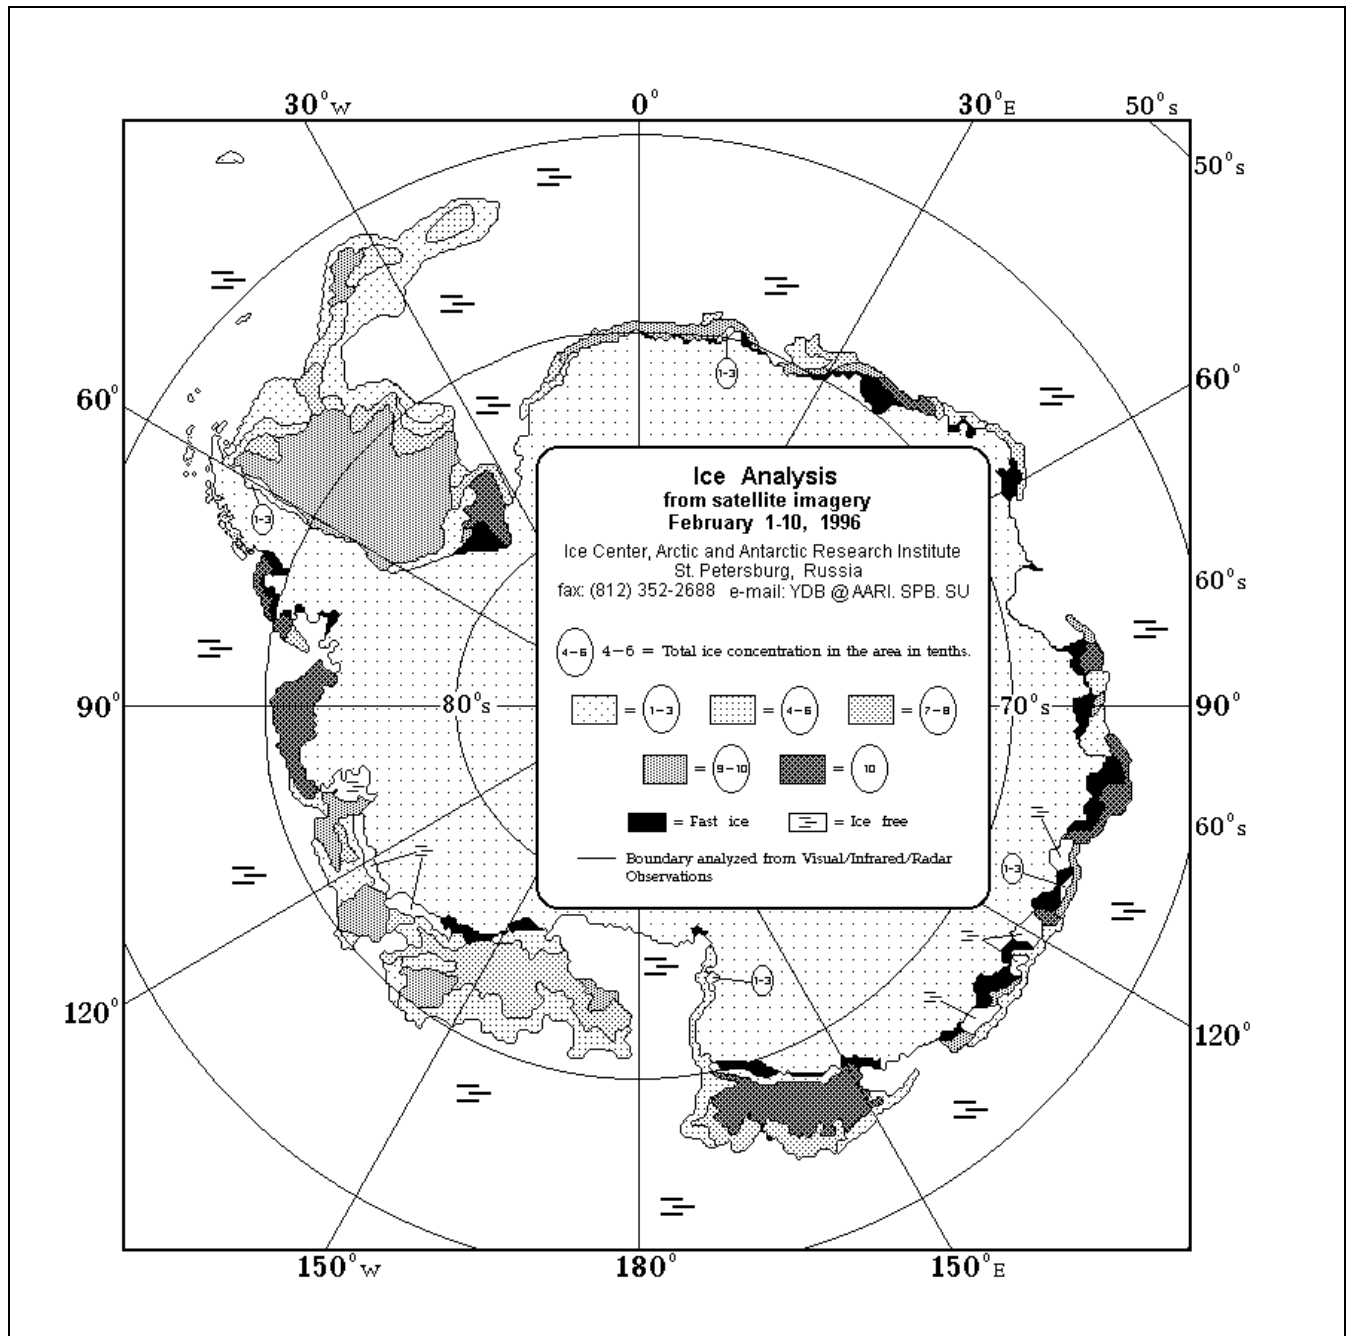 30°W 0° 30°E 50°s
50°s
60° 60°
1-3
Ice Analysis
from satellite imagery
February 1-10, 1996
1-3
Ice Center, Arctic and Antarctic Research Institute
St. Petersburg, Russia
60°s
fax: (812) 352-2688 e-mail: YDB @ AARI. SPB. SU
4-6 4-6 = Total ice concentration in the area in tenths.
90° 80°s 70°s 90°
= 1-3 = 4-6 = 7-8
= 9-10 = 10
= Fast ice = Ice free
60°s
Boundary analyzed from Visual/Infrared/Radar
Observations
1-3
1-3
120° 120°
150°W 180° 150°E